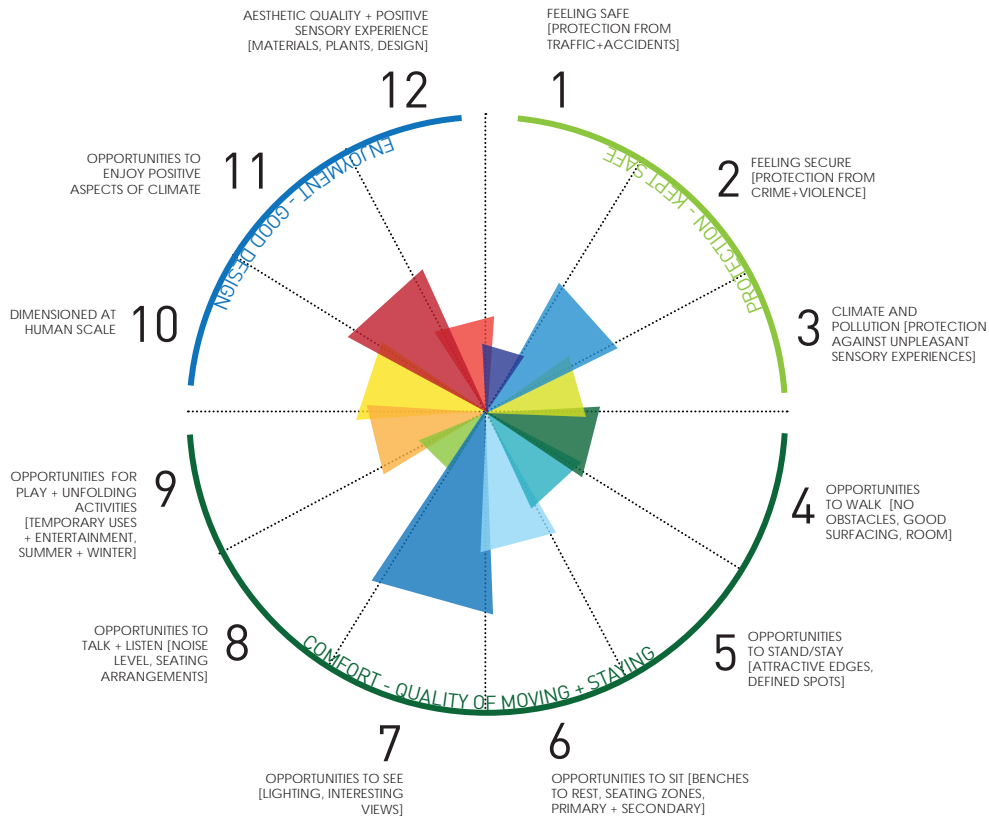 AESTHETIC QUALITY + POSITIVE
SENSORY EXPERIENCE
[MATERIALS, PLANTS, DESIGN]
12
FEELING SAFE
[PROTECTION FROM
TRAFFIC+ACCIDENTS]
1
2
FEELING SECURE
[PROTECTION FROM
CRIME+VIOLENCE]
3
CLIMATE AND
POLLUTION [PROTECTION
AGAINST UNPLEASANT
SENSORY EXPERIENCES]
PROTECTION - KEPT SAFE
4
OPPORTUNITIES
TO WALK [NO
OBSTACLES, GOOD
SURFACING, ROOM]
5
OPPORTUNITIES
TO STAND/STAY
[ATTRACTIVE EDGES,
DEFINED SPOTS]
6
OPPORTUNITIES TO SIT [BENCHES
TO REST, SEATING ZONES,
PRIMARY + SECONDARY]
7
OPPORTUNITIES TO SEE
[LIGHTING, INTERESTING
VIEWS]
8
OPPORTUNITIES TO
TALK + LISTEN [NOISE
LEVEL, SEATING
ARRANGEMENTS]
9
OPPORTUNITIES FOR
PLAY + UNFOLDING
ACTIVITIES
[TEMPORARY USES
+ ENTERTAINMENT,
SUMMER + WINTER]
COMFORT - QUALITY OF MOVING + STAYING
10
DIMENSIONED AT
HUMAN SCALE
11
OPPORTUNITIES TO
ENJOY POSITIVE
ASPECTS OF CLIMATE
ENJOYMENT - GOOD DESIGN